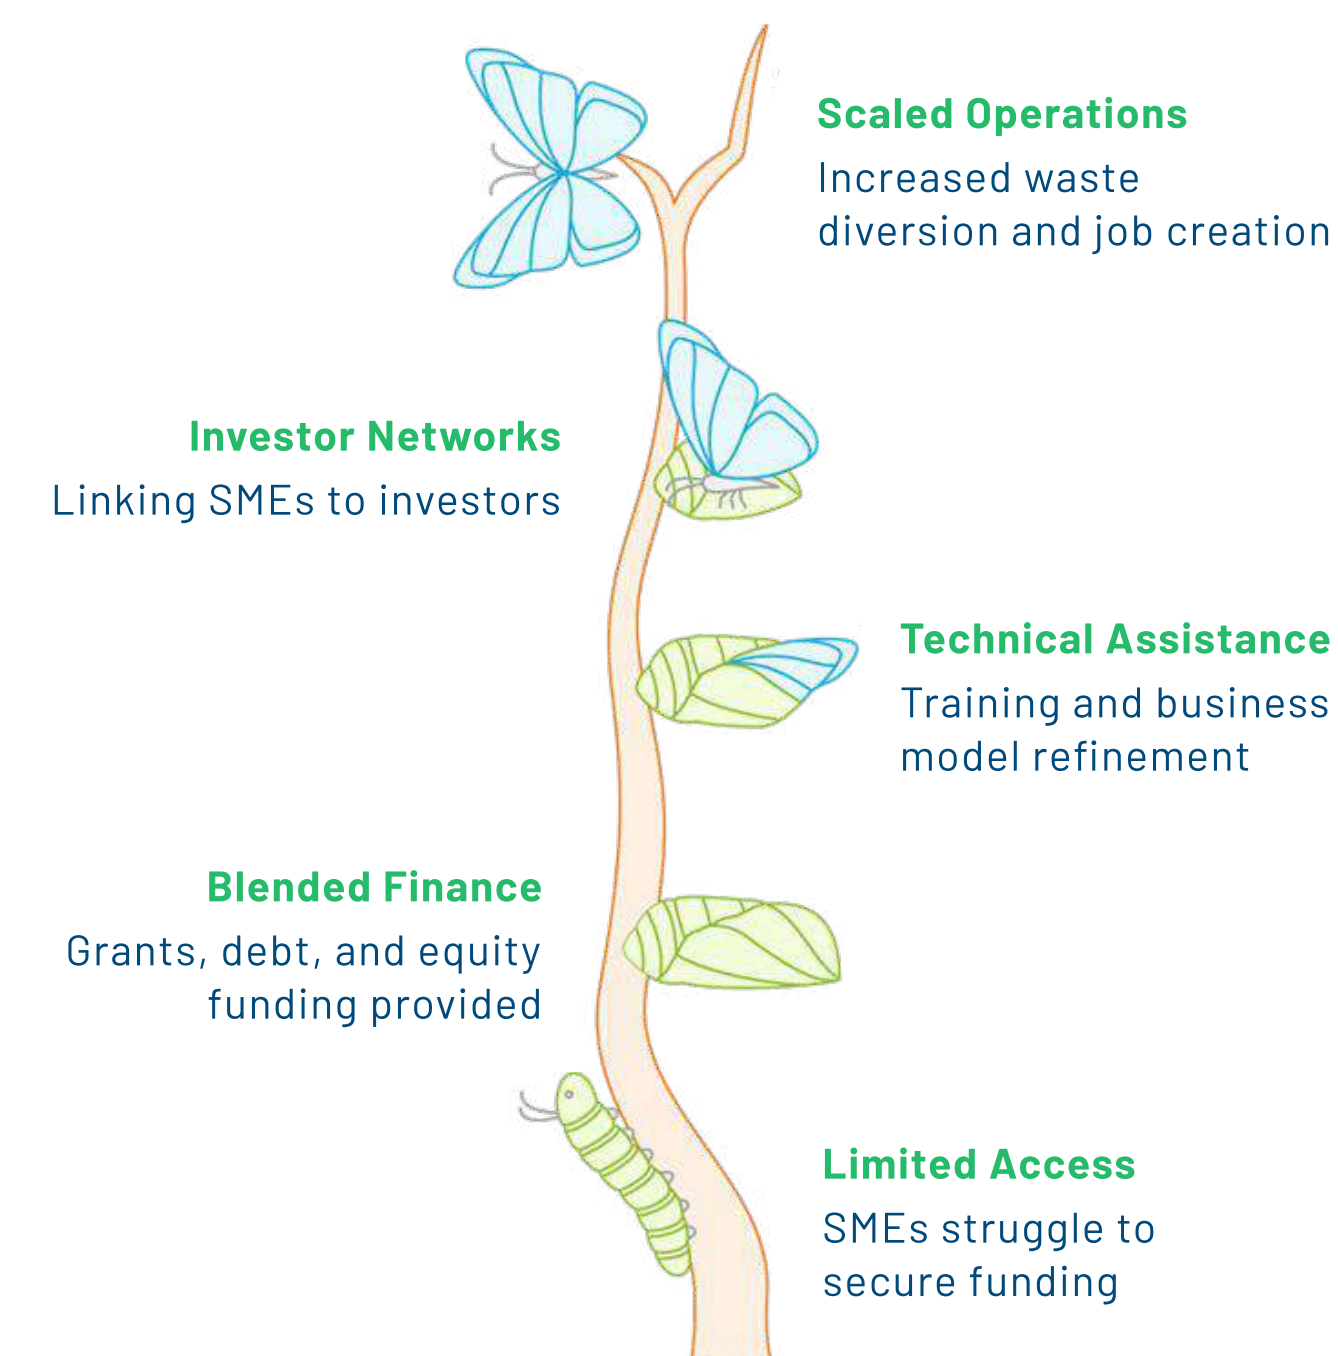 Scaled Operations
Increased waste
diversion and job creation
Investor Networks
Linking SMEs to investors
Technical Assistance
Training and business
model refinement
Blended Finance
Grants, debt, and equity
funding provided
Limited Access
SMEs struggle to
secure funding